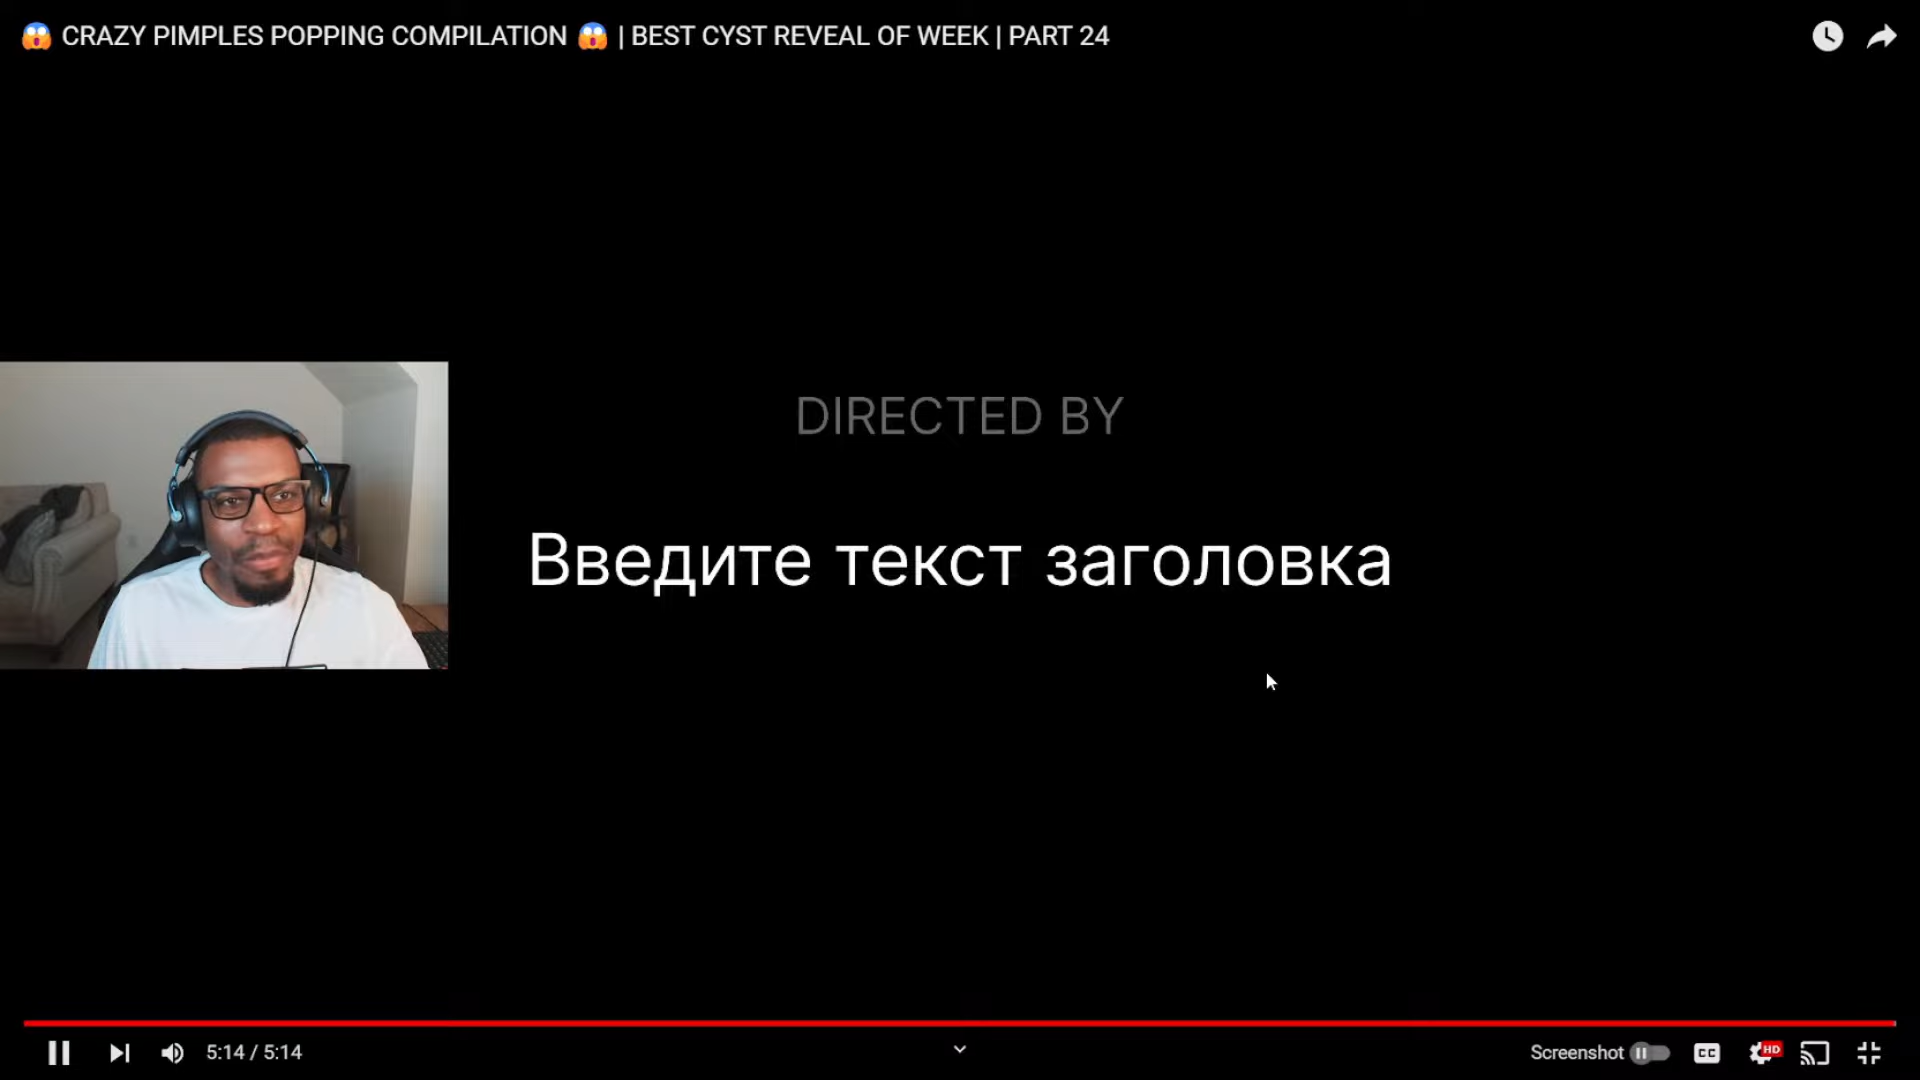 😱 CRAZY PIMPLES POPPING COMPILATION 😱 | BEST CYST REVEAL OF WEEK | PART 24
DIRECTED BY
Введите текст заголовка
5:14 / 5:14
Screenshot
CC
HD